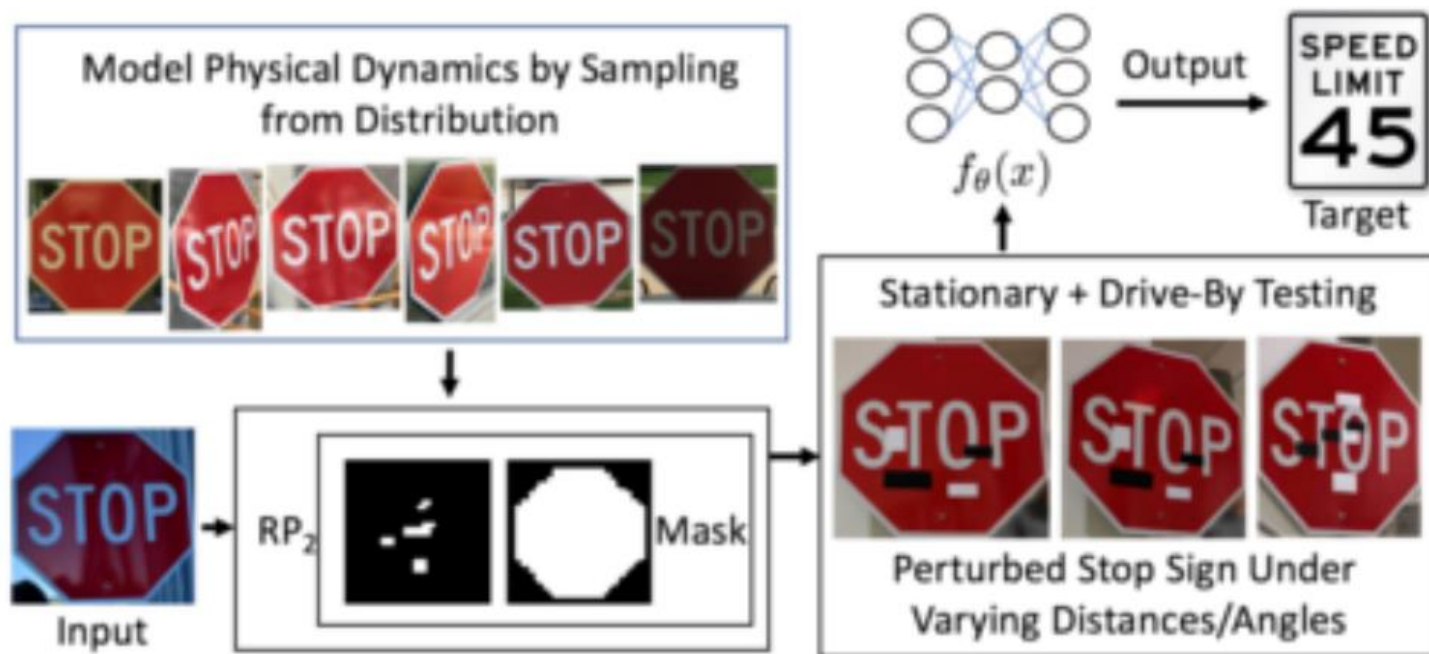 Model Physical Dynamics by Sampling
from Distribution
STOP
STOP
STOP
STOP
STOP
STOP
Output
SPEED
LIMIT
45
f_θ(x)
Target
Stationary + Drive-By Testing
STOP
STOP
STOP
Perturbed Stop Sign Under
Varying Distances/Angles
STOP
Input
RP₂
Mask